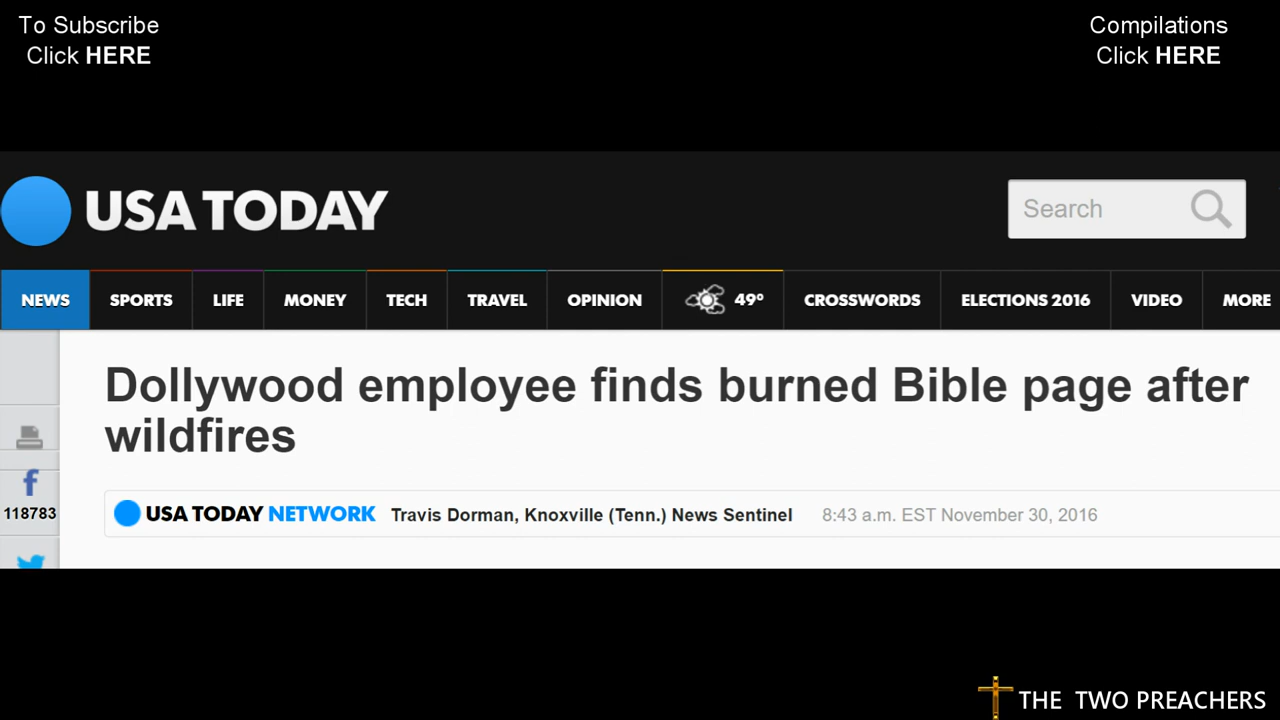 To Subscribe
Click HERE
Compilations
Click HERE
USA TODAY
Search
NEWS SPORTS LIFE MONEY TECH TRAVEL OPINION 49° CROSSWORDS ELECTIONS 2016 VIDEO MORE
Dollywood employee finds burned Bible page after
wildfires
f
118783
USA TODAY NETWORK Travis Dorman, Knoxville (Tenn.) News Sentinel 8:43 a.m. EST November 30, 2016
THE TWO PREACHERS